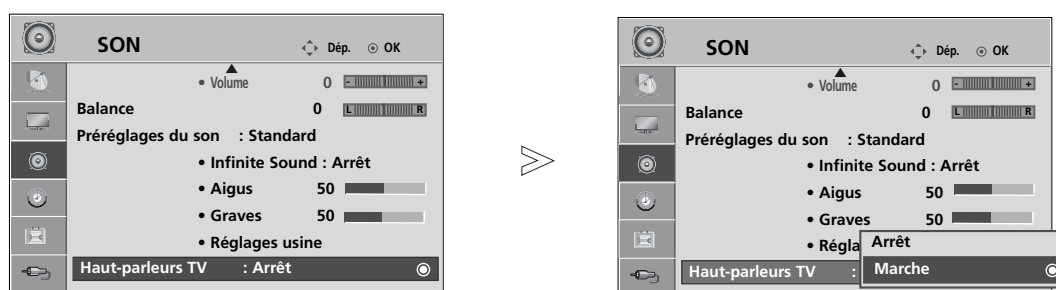 SON Dép. OK
• Volume 0 - +
Balance 0 L R
Préréglages du son : Standard
• Infinite Sound : Arrêt
• Aigus 50
• Graves 50
• Réglages usine
Haut-parleurs TV : Arrêt
SON Dép. OK
• Volume 0 - +
Balance 0 L R
Préréglages du son : Standard
• Infinite Sound : Arrêt
• Aigus 50
• Graves 50
• Régla
Arrêt
Haut-parleurs TV :
Marche